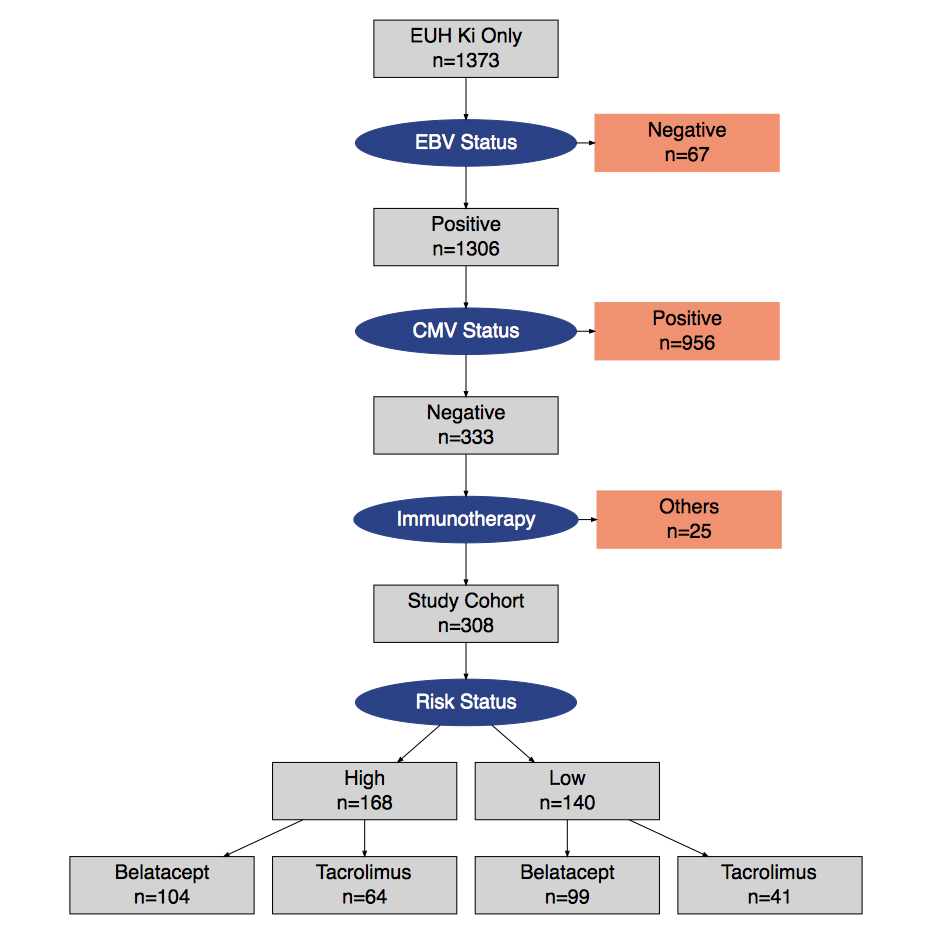 EUH Ki Only
n=1373
EBV Status
Negative
n=67
Positive
n=1306
CMV Status
Positive
n=956
Negative
n=333
Immunotherapy
Others
n=25
Study Cohort
n=308
Risk Status
High
n=168
Low
n=140
Belatacept
n=104
Tacrolimus
n=64
Belatacept
n=99
Tacrolimus
n=41